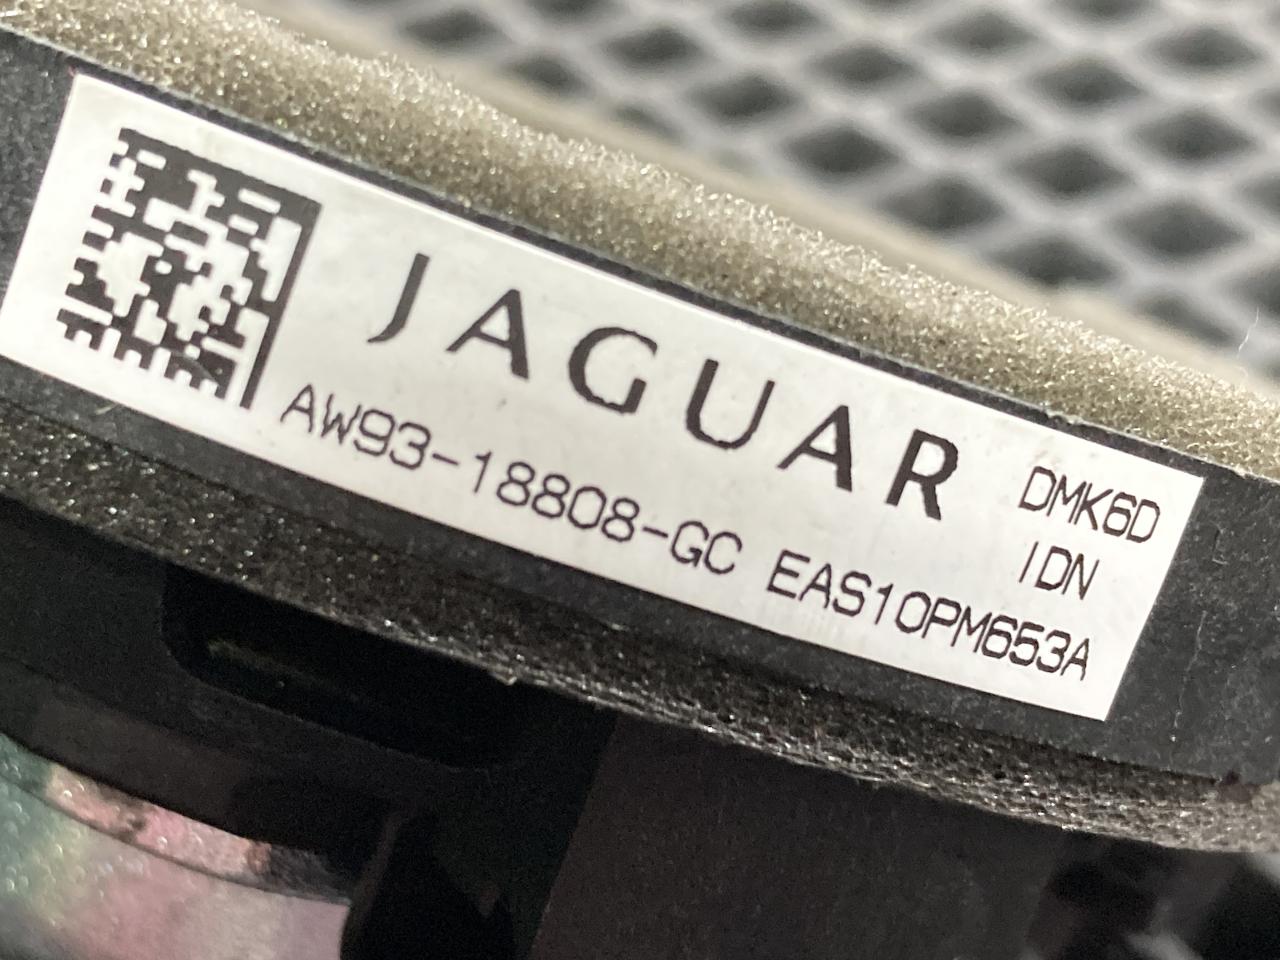 JAGUAR
DMK6D
IDN
AW93-18808-GC EAS10PM653A